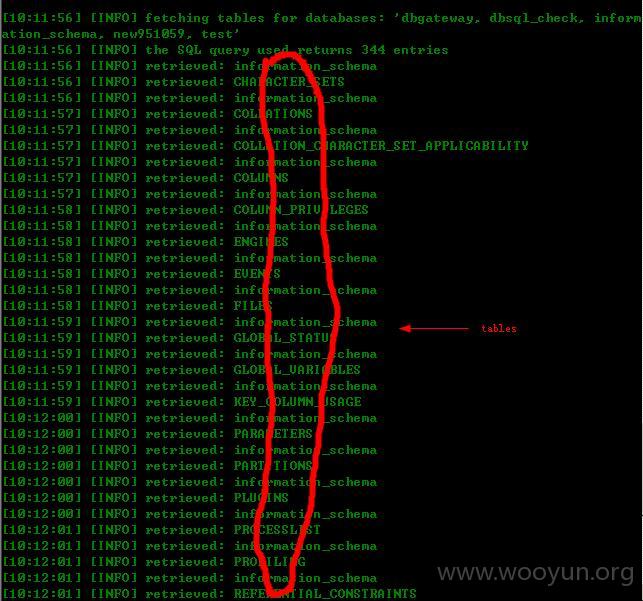 [10:11:56] [INFO] fetching tables for databases: 'dbgateway, dbsql_check, inform
ation_schema, new951059, test'
[10:11:56] [INFO] the SQL query used returns 344 entries
[10:11:56] [INFO] retrieved: information_schema
[10:11:56] [INFO] retrieved: CHARACTER_SETS
[10:11:56] [INFO] retrieved: information_schema
[10:11:57] [INFO] retrieved: COLLATIONS
[10:11:57] [INFO] retrieved: information_schema
[10:11:57] [INFO] retrieved: COLLATION_CHARACTER_SET_APPLICABILITY
[10:11:57] [INFO] retrieved: information_schema
[10:11:57] [INFO] retrieved: COLUMNS
[10:11:57] [INFO] retrieved: information_schema
[10:11:58] [INFO] retrieved: COLUMN_PRIVILEGES
[10:11:58] [INFO] retrieved: information_schema
[10:11:58] [INFO] retrieved: ENGINES
[10:11:58] [INFO] retrieved: information_schema
[10:11:58] [INFO] retrieved: EVENTS
[10:11:58] [INFO] retrieved: information_schema
[10:11:58] [INFO] retrieved: FILES
[10:11:59] [INFO] retrieved: information_schema
tables
[10:11:59] [INFO] retrieved: GLOBAL_STATUS
[10:11:59] [INFO] retrieved: information_schema
[10:11:59] [INFO] retrieved: GLOBAL_VARIABLES
[10:11:59] [INFO] retrieved: information_schema
[10:11:59] [INFO] retrieved: KEY_COLUMN_USAGE
[10:12:00] [INFO] retrieved: information_schema
[10:12:00] [INFO] retrieved: PARAMETERS
[10:12:00] [INFO] retrieved: information_schema
[10:12:00] [INFO] retrieved: PARTITIONS
[10:12:00] [INFO] retrieved: information_schema
[10:12:00] [INFO] retrieved: PLUGINS
[10:12:00] [INFO] retrieved: information_schema
[10:12:01] [INFO] retrieved: PROCESSLIST
[10:12:01] [INFO] retrieved: information_schema
[10:12:01] [INFO] retrieved: PROFILING
[10:12:01] [INFO] retrieved: information_schema
[10:12:01] [INFO] retrieved: REFERENTIAL_CONSTRAINTS
www.wooyun.org